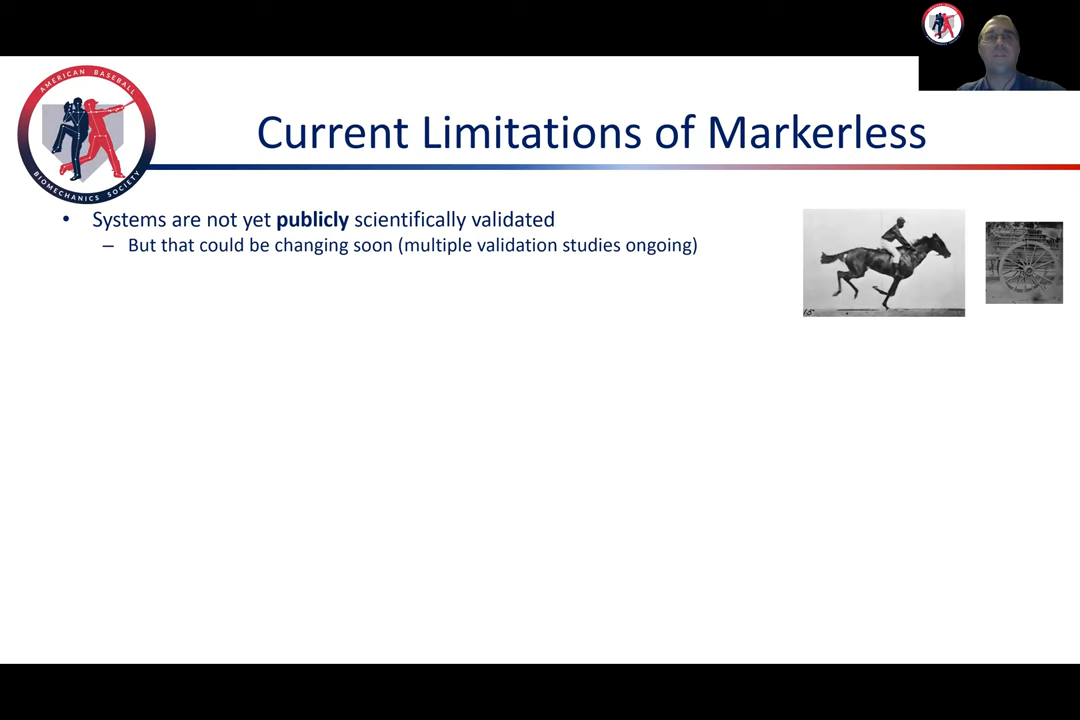 AMERICAN BASEBALL
BIOMECHANICS SOCIETY
Current Limitations of Markerless
• Systems are not yet publicly scientifically validated
– But that could be changing soon (multiple validation studies ongoing)